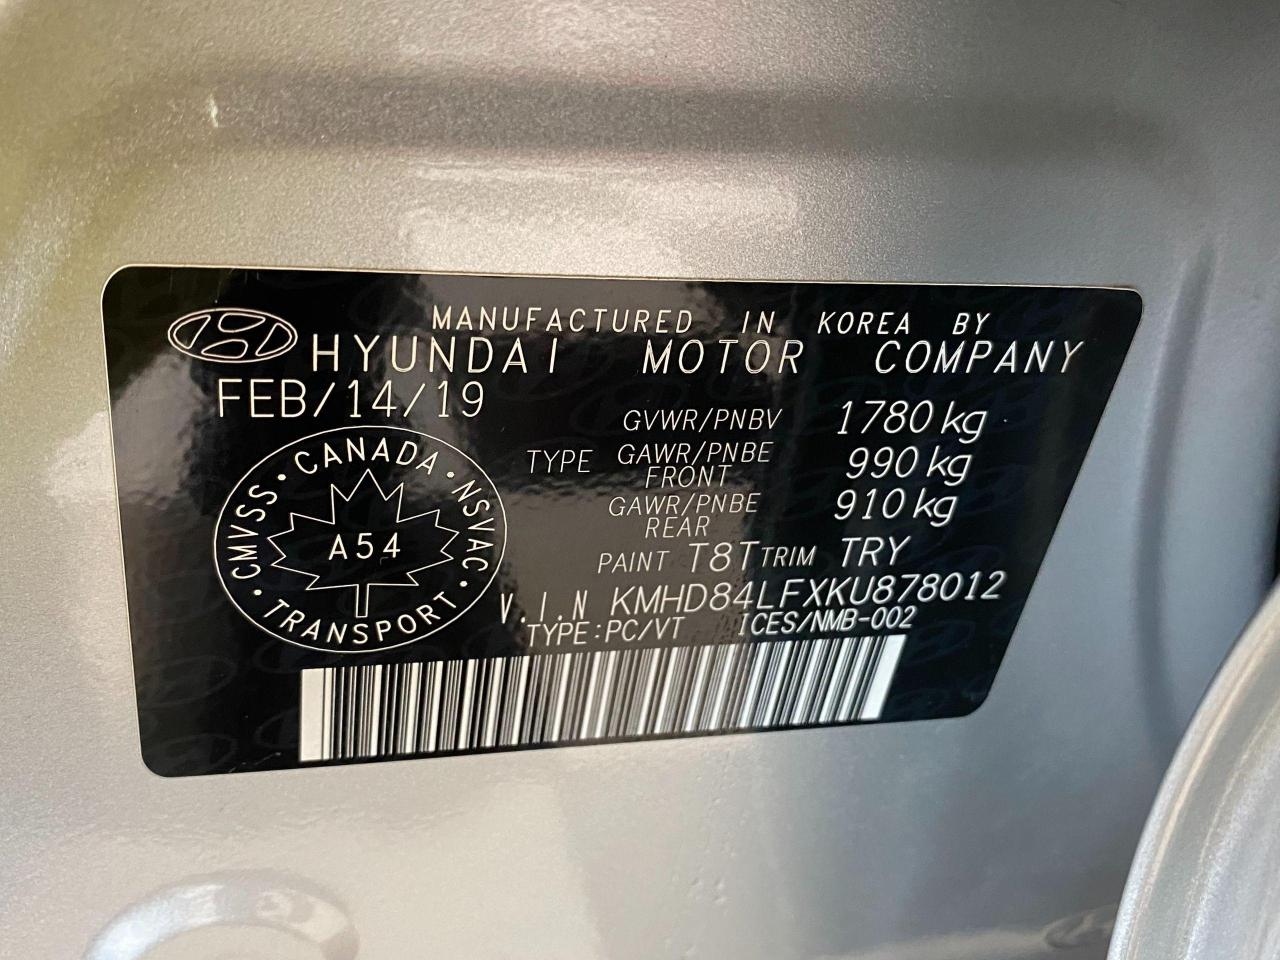 MANUFACTURED IN KOREA BY
HYUNDAI MOTOR COMPANY
FEB/14/19
GVWR/PNBV 1780 kg
TYPE GAWR/PNBE FRONT 990 kg
GAWR/PNBE REAR 910 kg
PAINT T8T TRIM TRY
V.I.N KMHD84LFXKU878012
TYPE:PC/VT ICES/NMB-002
CANADA
CMVSS
NSVAC
A54
TRANSPORT